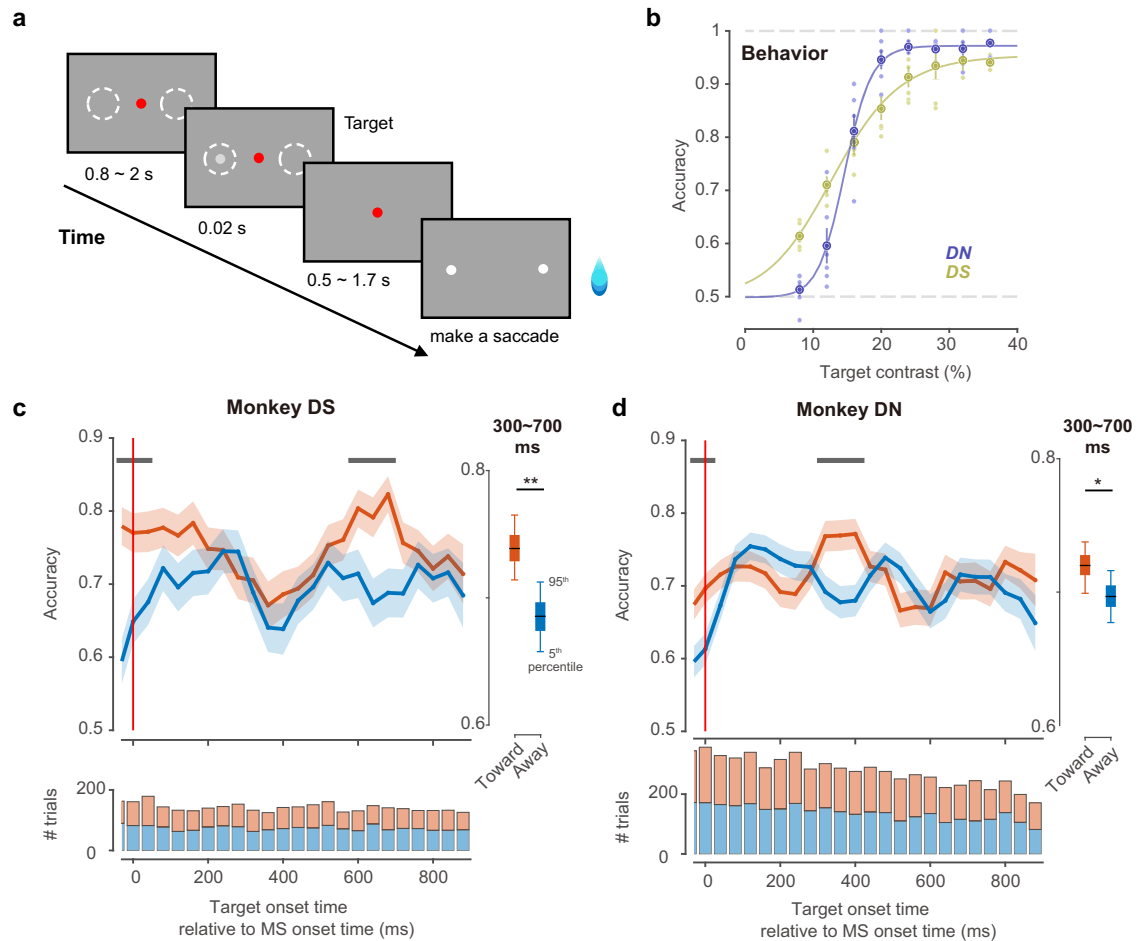 a
Target
0.8 ~ 2 s
0.02 s
Time
0.5 ~ 1.7 s
make a saccade
b
Behavior
1
0.9
0.8
0.7
0.6
0.5
Accuracy
DN
DS
0 10 20 30 40
Target contrast (%)
c
Monkey DS
300~700
ms
0.9
0.8
0.7
0.6
0.5
Accuracy
0.8
**
95th
5th
percentile
0.6
Toward
Away
200
0
# trials
0 200 400 600 800
Target onset time
relative to MS onset time (ms)
d
Monkey DN
300~700
ms
0.9
0.8
0.7
0.6
0.5
Accuracy
0.8
*
0.6
Toward
Away
200
0
# trials
0 200 400 600 800
Target onset time
relative to MS onset time (ms)